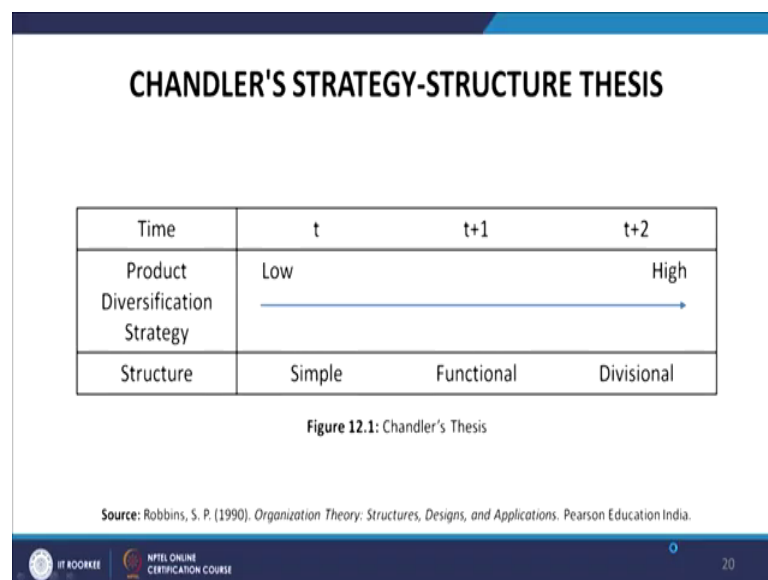 CHANDLER'S STRATEGY-STRUCTURE THESIS
Time t t+1 t+2
Product Diversification Strategy Low High
Structure Simple Functional Divisional
Figure 12.1: Chandler's Thesis
Source: Robbins, S. P. (1990). Organization Theory: Structures, Designs, and Applications. Pearson Education India.
IIT ROORKEE
NPTEL ONLINE
CERTIFICATION COURSE
20